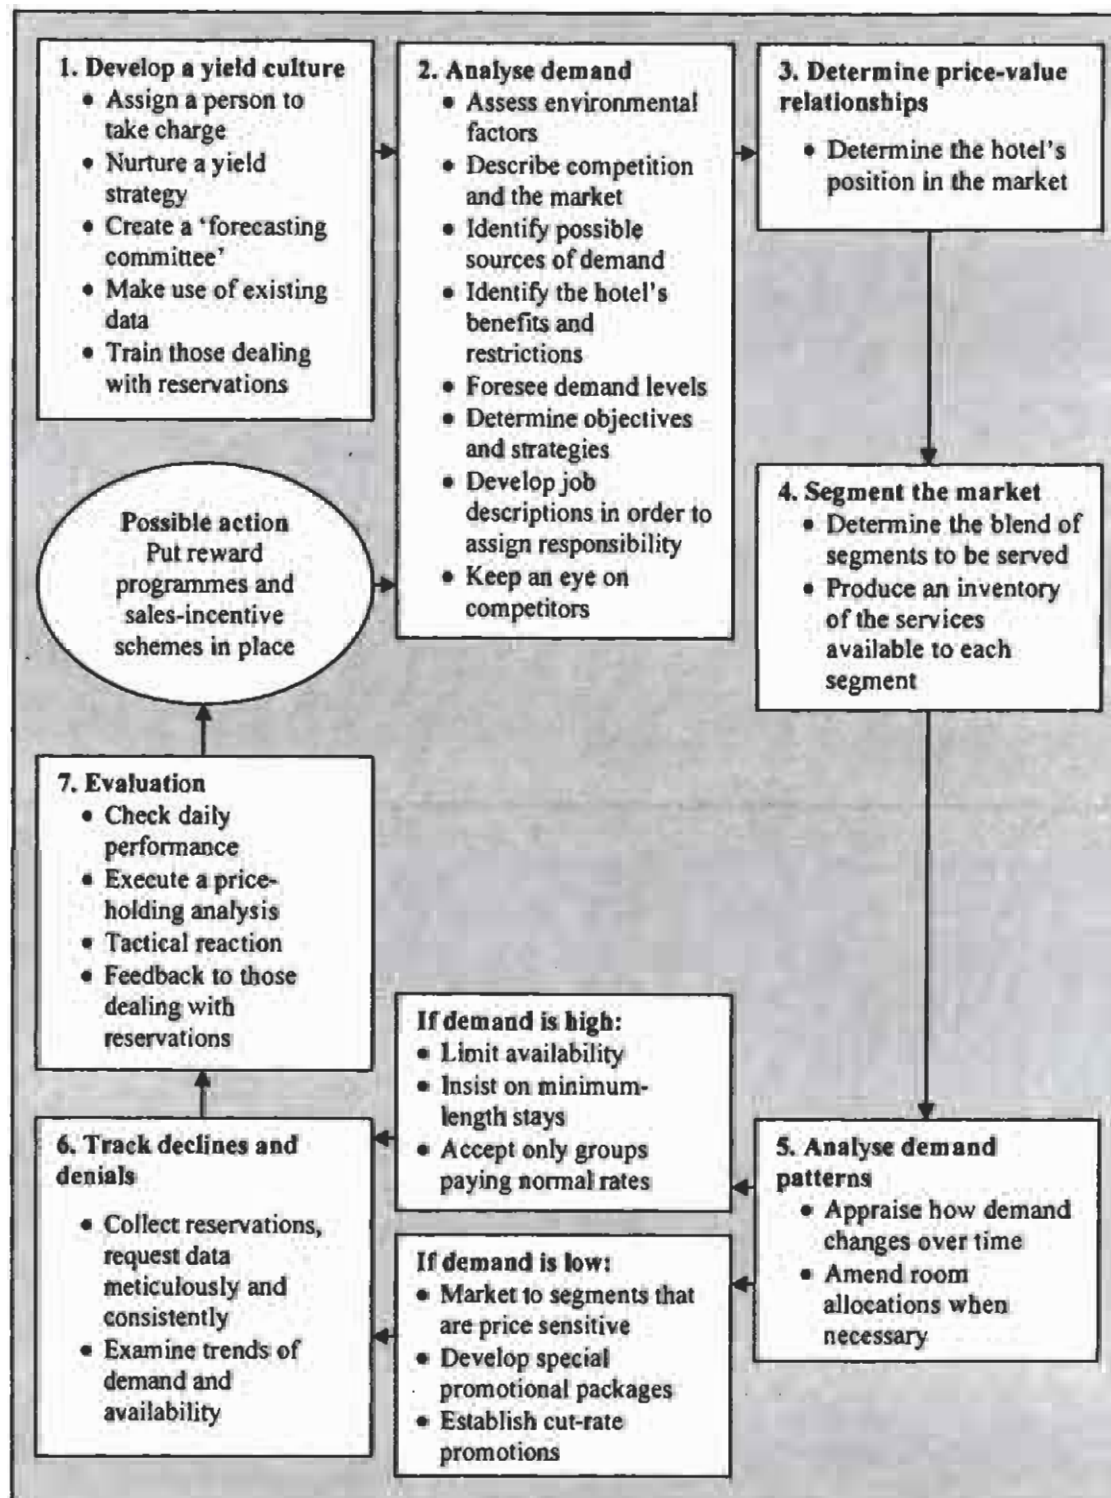 1. Develop a yield culture
• Assign a person to
take charge
• Nurture a yield
strategy
• Create a ‘forecasting
committee’
• Make use of existing
data
• Train those dealing
with reservations
2. Analyse demand
• Assess environmental
factors
• Describe competition
and the market
• Identify possible
sources of demand
• Identify the hotel’s
benefits and
restrictions
• Foresee demand levels
• Determine objectives
and strategies
• Develop job
descriptions in order to
assign responsibility
• Keep an eye on
competitors
3. Determine price-value
relationships
• Determine the hotel’s
position in the market
4. Segment the market
• Determine the blend of
segments to be served
• Produce an inventory
of the services
available to each
segment
5. Analyse demand
patterns
• Appraise how demand
changes over time
• Amend room
allocations when
necessary
If demand is high:
• Limit availability
• Insist on minimum-
length stays
• Accept only groups
paying normal rates
If demand is low:
• Market to segments that
are price sensitive
• Develop special
promotional packages
• Establish cut-rate
promotions
6. Track declines and
denials
• Collect reservations,
request data
meticulously and
consistently
• Examine trends of
demand and
availability
7. Evaluation
• Check daily
performance
• Execute a price-
holding analysis
• Tactical reaction
• Feedback to those
dealing with
reservations
Possible action
Put reward
programmes and
sales-incentive
schemes in place